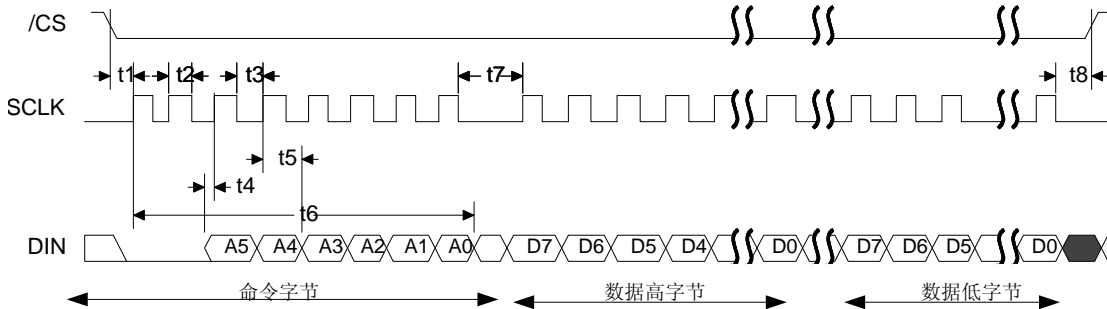 /CS
t1 t2 t3 t7 t8
SCLK
t5
t4
t6
DIN A5 A4 A3 A2 A1 A0 D7 D6 D5 D4 D0 D7 D6 D5 D0
命令字节 数据高字节 数据低字节